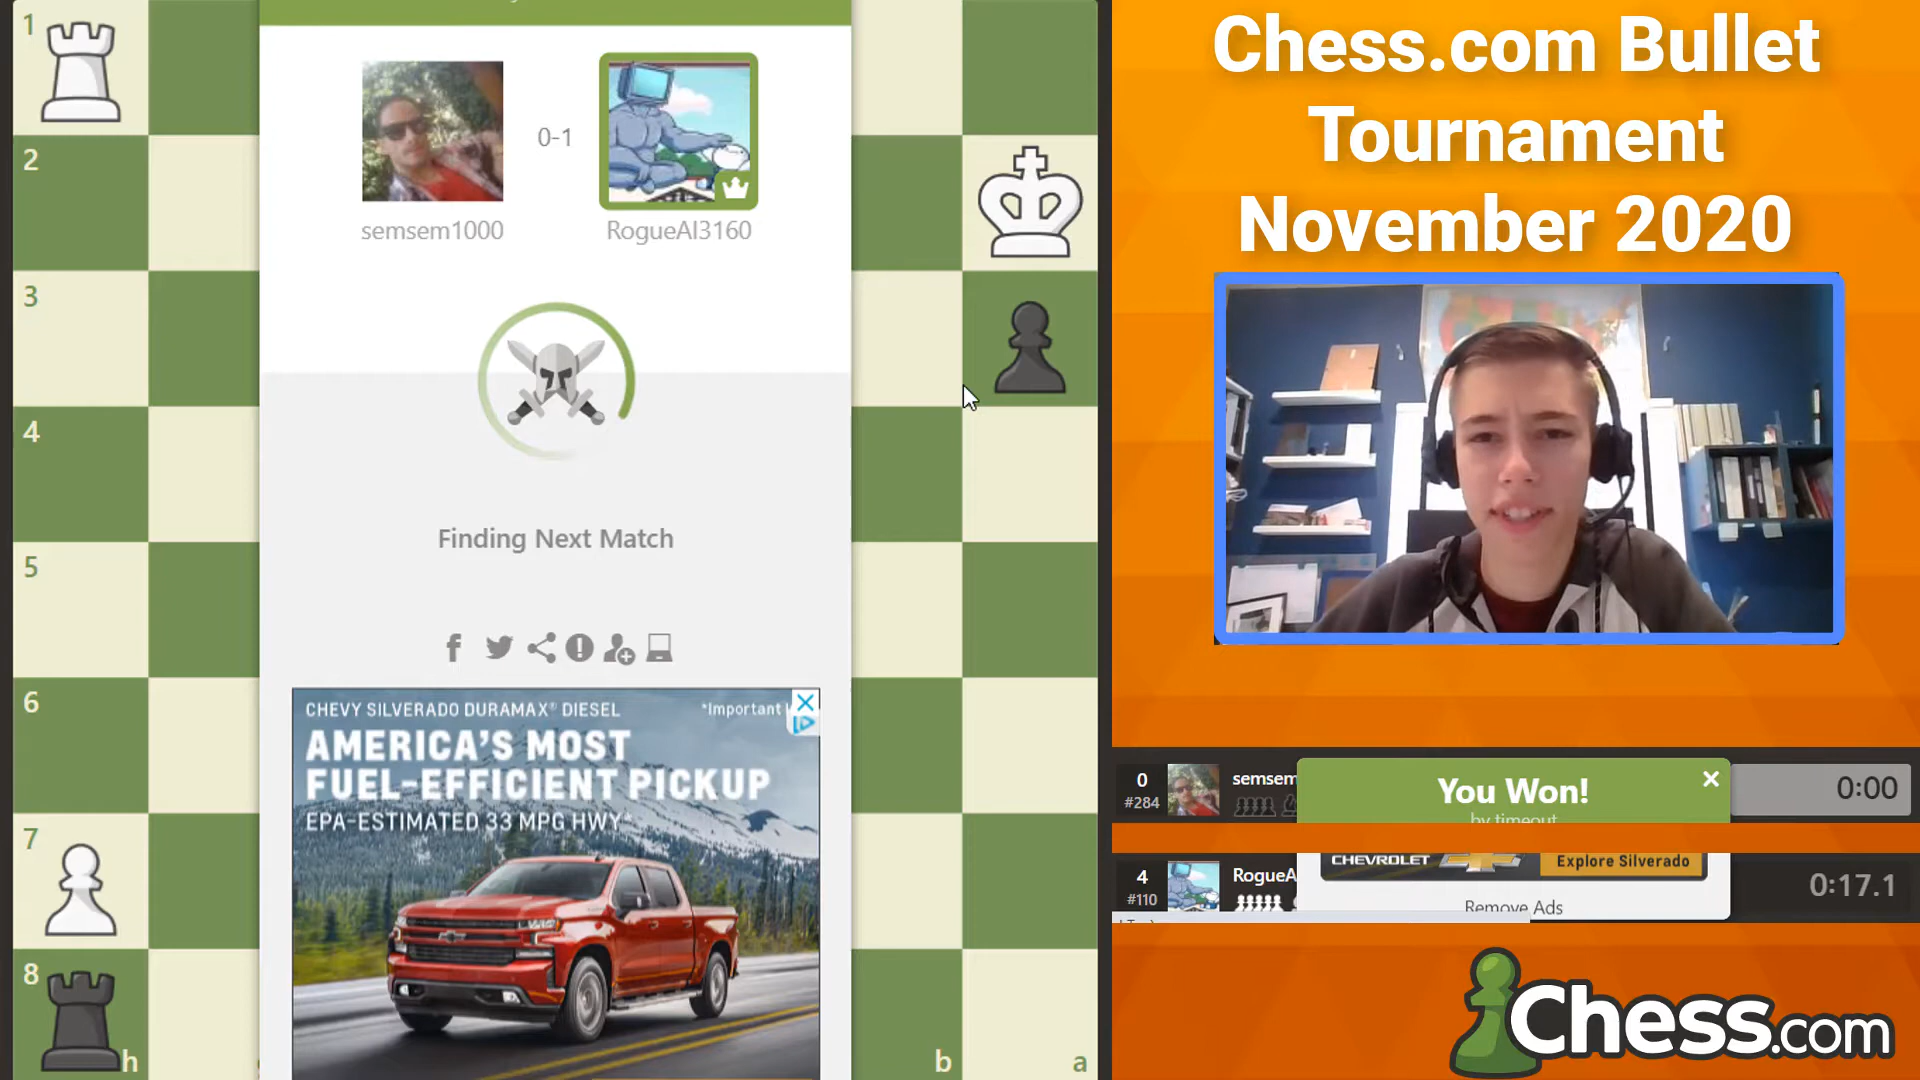 1
2
3
4
5
6
7
8
h
b
a
0-1
semsem1000
RogueAI3160
Finding Next Match
CHEVY SILVERADO DURAMAX® DIESEL
*Important
AMERICA'S MOST
FUEL-EFFICIENT PICKUP
EPA-ESTIMATED 33 MPG HWY*
Chess.com Bullet
Tournament
November 2020
0
#284
semsem
You Won!
by timeout
0:00
4
#110
RogueA
CHEVROLET
Explore Silverado
Remove Ads
0:17.1
Chess.com